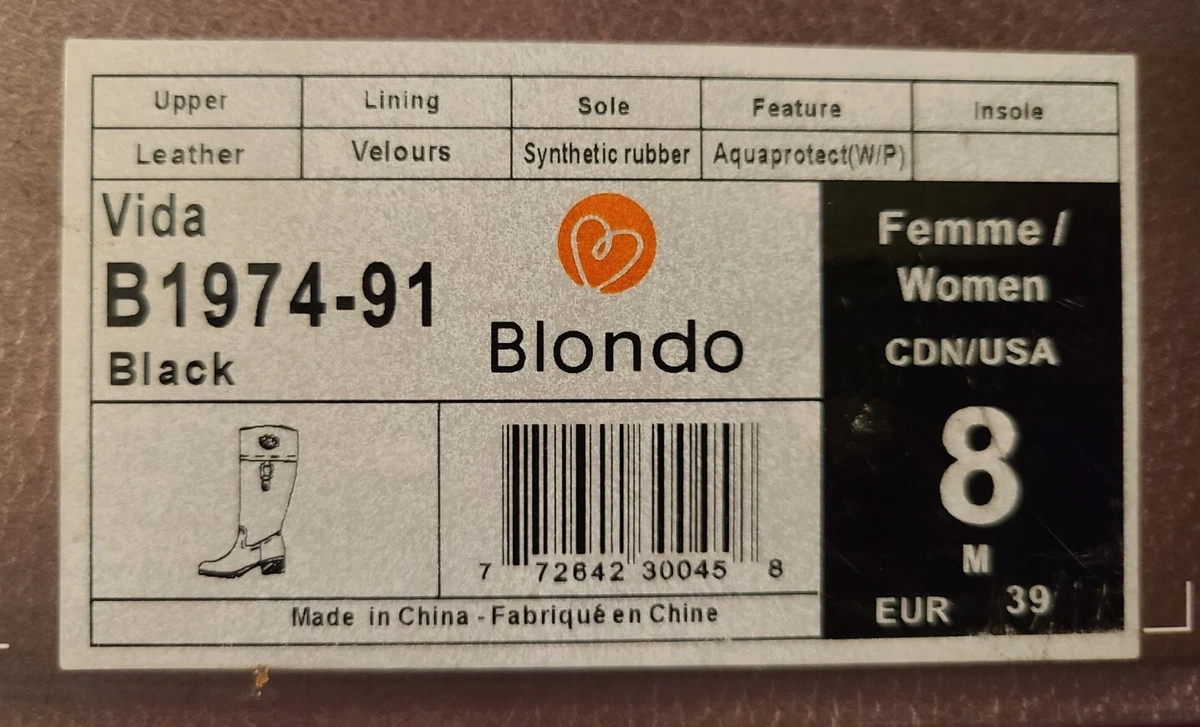 Upper Lining Sole Feature Insole
Leather Velours Synthetic rubber Aquaprotect(W/P)
Vida
B1974-91
Black
Blondo
Femme /
Women
CDN/USA
8
M
EUR 39
7 72642 30045 8
Made in China - Fabriqué en Chine